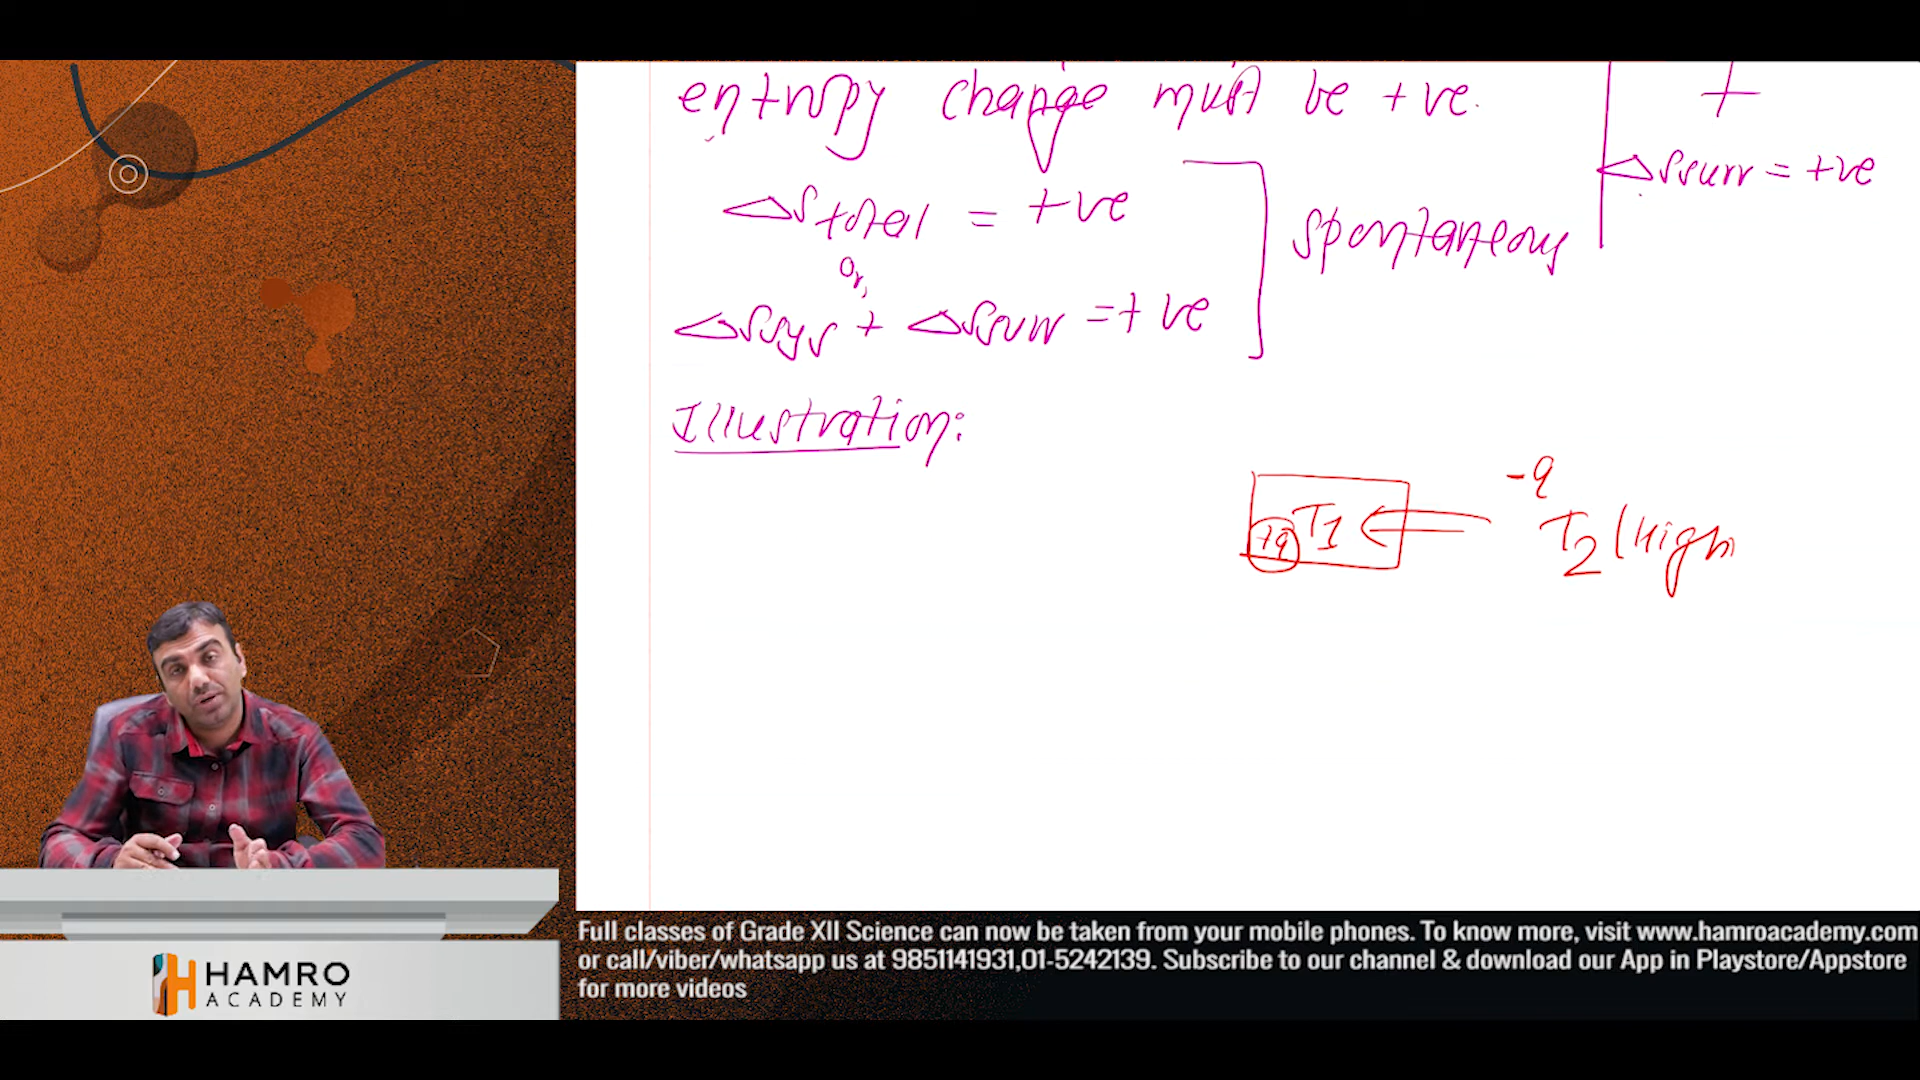 entropy change must be +ve.
+
ΔSsurr = +ve
ΔStotal = +ve
or,
ΔSsys + ΔSsurr = +ve
spontaneous
Illustration:
-q
+q T1
T2 (High
HAMRO
ACADEMY
Full classes of Grade XII Science can now be taken from your mobile phones. To know more, visit www.hamroacademy.com
or call/viber/whatsapp us at 9851141931,01-5242139. Subscribe to our channel & download our App in Playstore/Appstore
for more videos